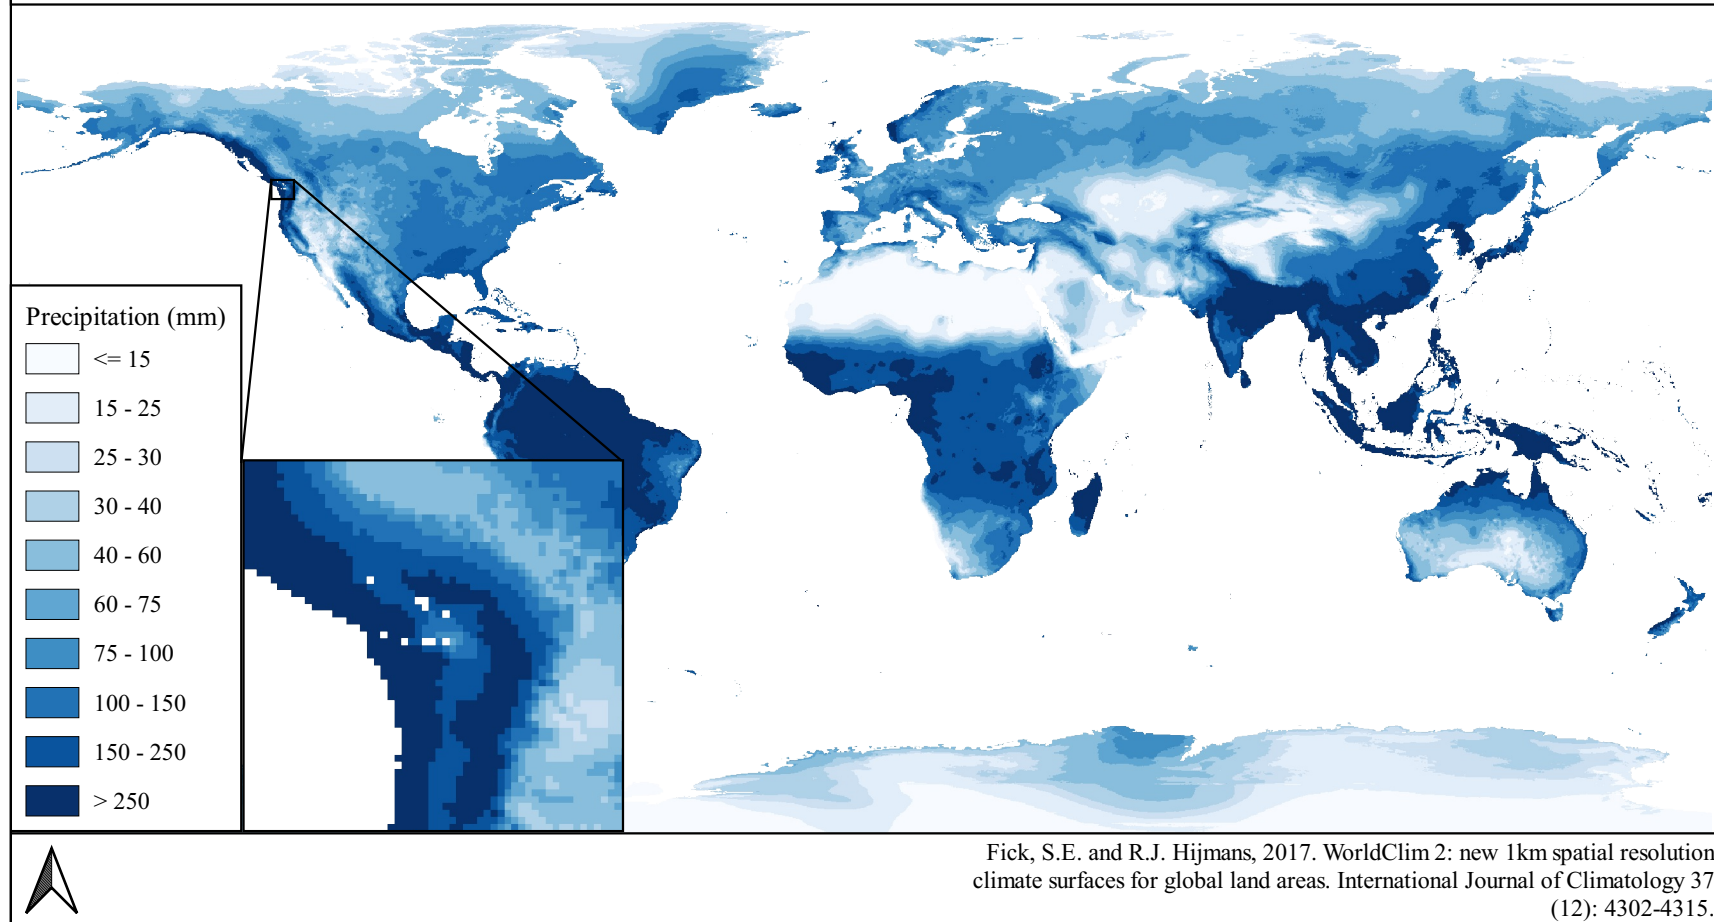 Precipitation (mm)
<= 15
15 - 25
25 - 30
30 - 40
40 - 60
60 - 75
75 - 100
100 - 150
150 - 250
> 250
Fick, S.E. and R.J. Hijmans, 2017. WorldClim 2: new 1km spatial resolution
climate surfaces for global land areas. International Journal of Climatology 37
(12): 4302-4315.